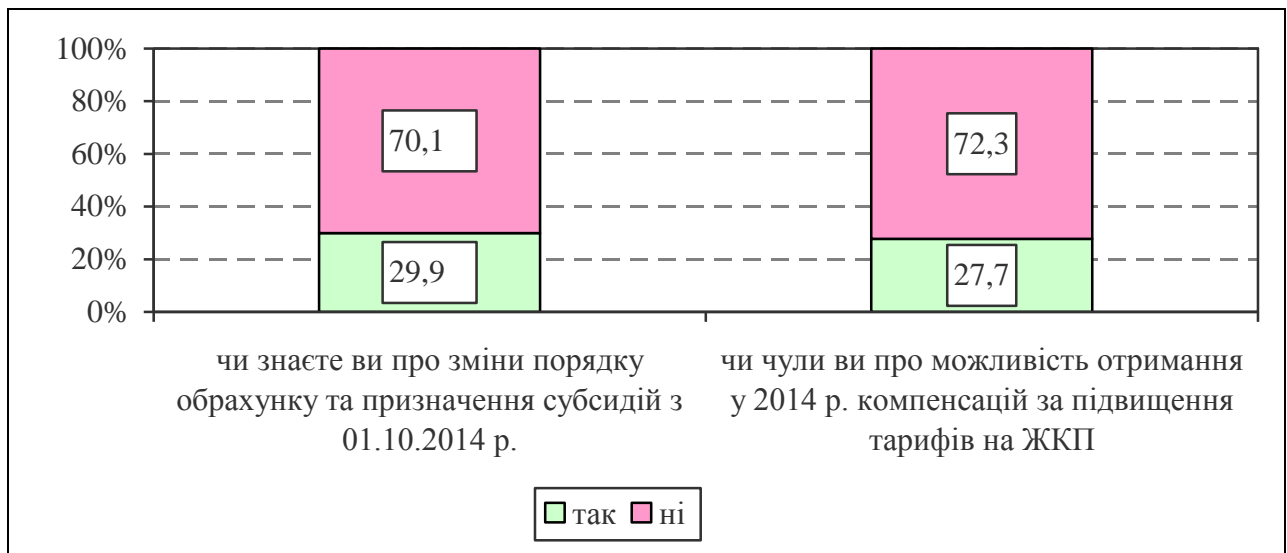 100%
80%
60%
40%
20%
0%
70,1
72,3
29,9
27,7
чи знаєте ви про зміни порядку
обрахунку та призначення субсидій з
01.10.2014 р.
чи чули ви про можливість отримання
у 2014 р. компенсацій за підвищення
тарифів на ЖКП
так ні